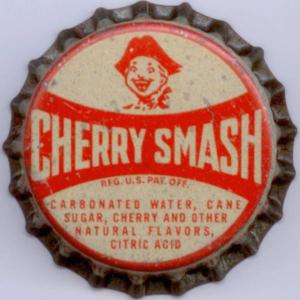 CHERRY SMASH
REG. U.S. PAT. OFF.
CARBONATED WATER, CANE
SUGAR, CHERRY AND OTHER
NATURAL FLAVORS,
CITRIC ACID